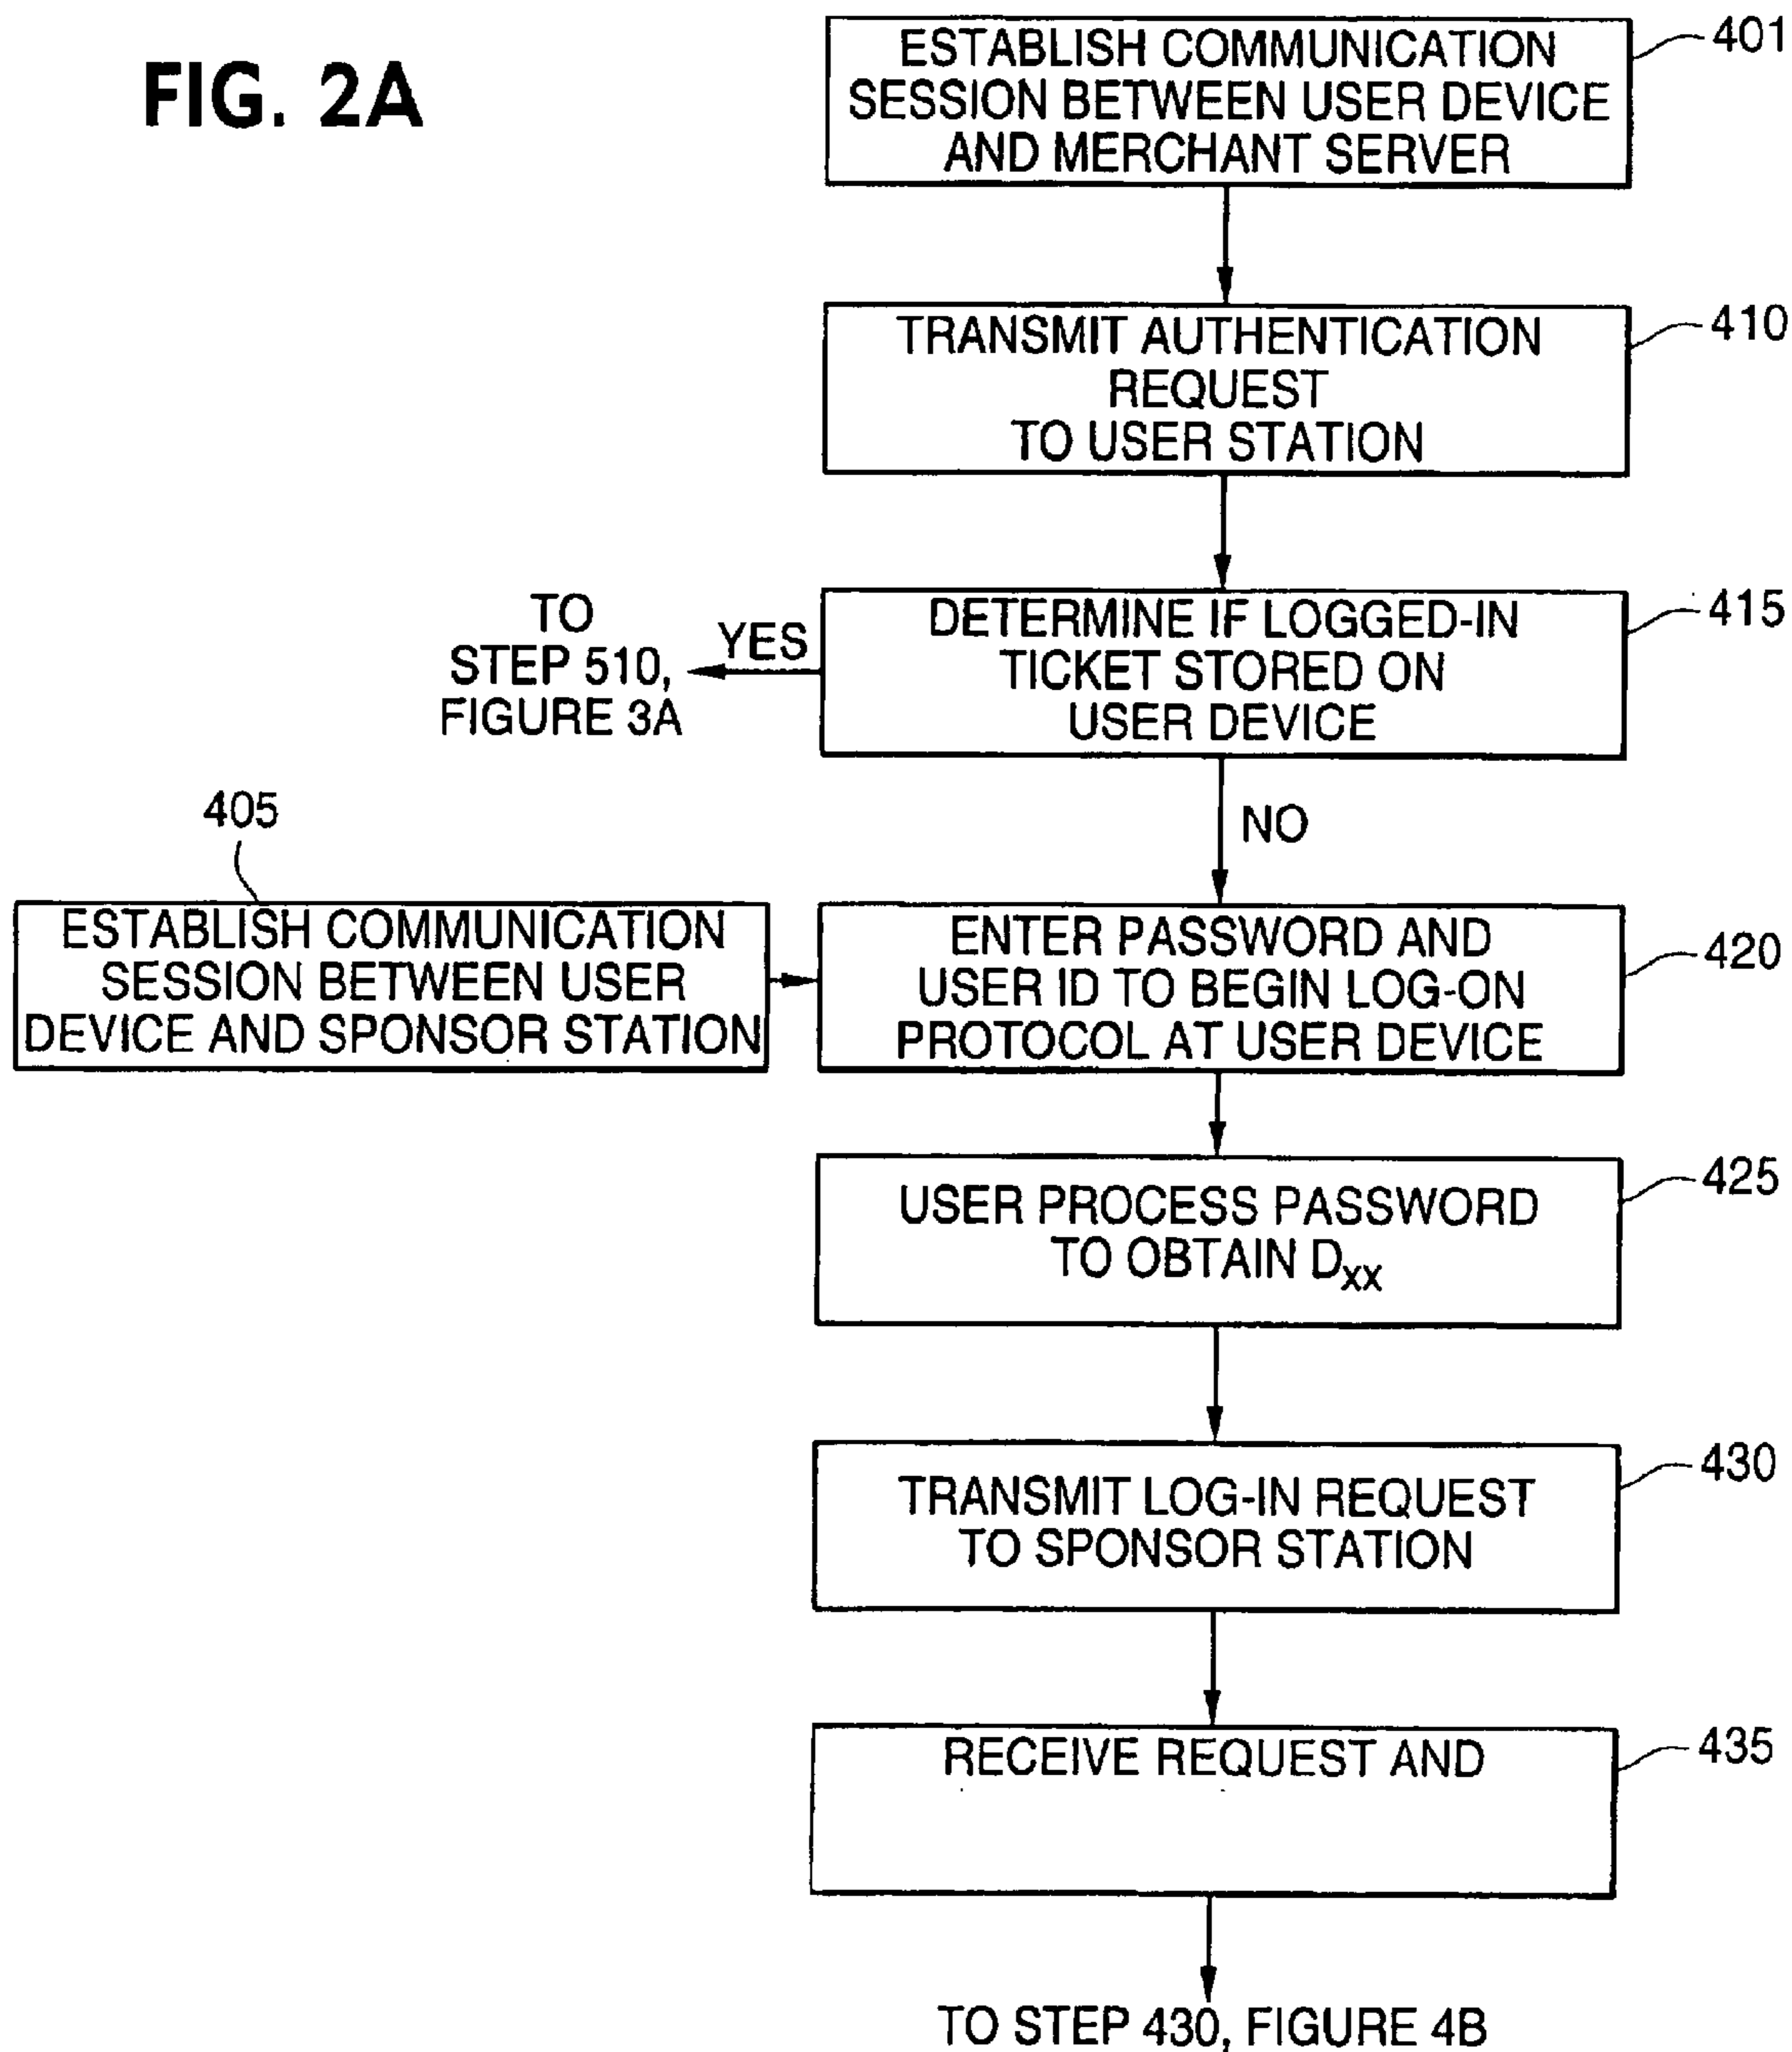 FIG. 2A
ESTABLISH COMMUNICATION
SESSION BETWEEN USER DEVICE
AND MERCHANT SERVER
401
TRANSMIT AUTHENTICATION
REQUEST
TO USER STATION
410
DETERMINE IF LOGGED-IN
TICKET STORED ON
USER DEVICE
415
YES
TO
STEP 510,
FIGURE 3A
NO
405
ESTABLISH COMMUNICATION
SESSION BETWEEN USER
DEVICE AND SPONSOR STATION
ENTER PASSWORD AND
USER ID TO BEGIN LOG-ON
PROTOCOL AT USER DEVICE
420
USER PROCESS PASSWORD
TO OBTAIN Dxx
425
TRANSMIT LOG-IN REQUEST
TO SPONSOR STATION
430
RECEIVE REQUEST AND
435
TO STEP 430, FIGURE 4B